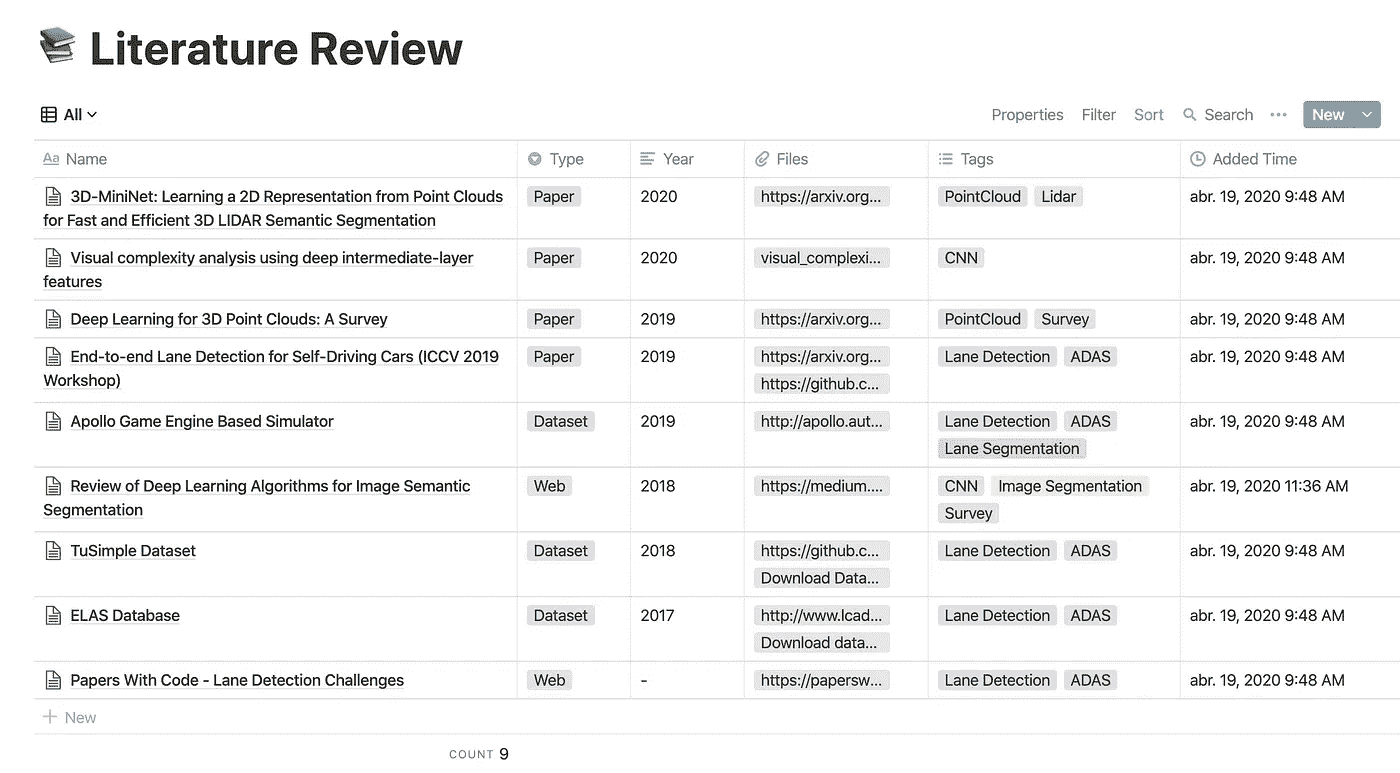 Literature Review
All
Properties Filter Sort Search ••• New
Aa Name Type Year Files Tags Added Time
3D-MiniNet: Learning a 2D Representation from Point Clouds Paper 2020 https://arxiv.org... PointCloud Lidar abr. 19, 2020 9:48 AM
for Fast and Efficient 3D LIDAR Semantic Segmentation
Visual complexity analysis using deep intermediate-layer Paper 2020 visual_complexi... CNN abr. 19, 2020 9:48 AM
features
Deep Learning for 3D Point Clouds: A Survey Paper 2019 https://arxiv.org... PointCloud Survey abr. 19, 2020 9:48 AM
End-to-end Lane Detection for Self-Driving Cars (ICCV 2019 Paper 2019 https://arxiv.org... Lane Detection ADAS abr. 19, 2020 9:48 AM
Workshop) https://github.c...
Apollo Game Engine Based Simulator Dataset 2019 http://apollo.aut... Lane Detection ADAS abr. 19, 2020 9:48 AM
Lane Segmentation
Review of Deep Learning Algorithms for Image Semantic Web 2018 https://medium.... CNN Image Segmentation abr. 19, 2020 11:36 AM
Segmentation Survey
TuSimple Dataset Dataset 2018 https://github.c... Lane Detection ADAS abr. 19, 2020 9:48 AM
Download Data...
ELAS Database Dataset 2017 http://www.lcad... Lane Detection ADAS abr. 19, 2020 9:48 AM
Download data...
Papers With Code - Lane Detection Challenges Web - https://papersw... Lane Detection ADAS abr. 19, 2020 9:48 AM
+ New
COUNT 9